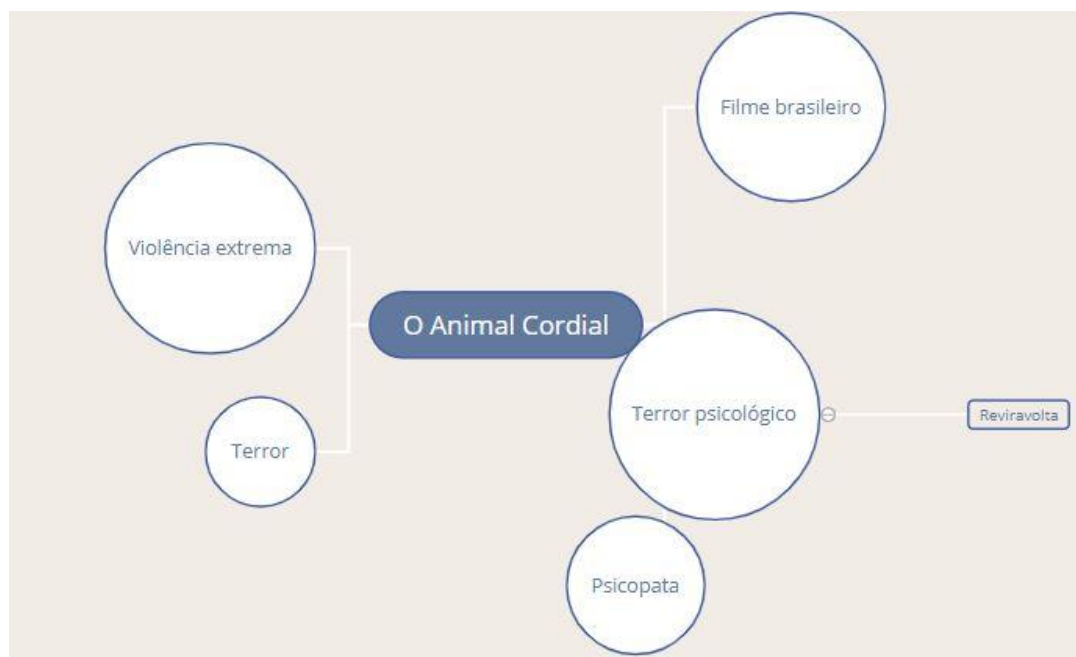 Filme brasileiro
Violência extrema
O Animal Cordial
Terror psicológico
Reviravolta
Terror
Psicopata